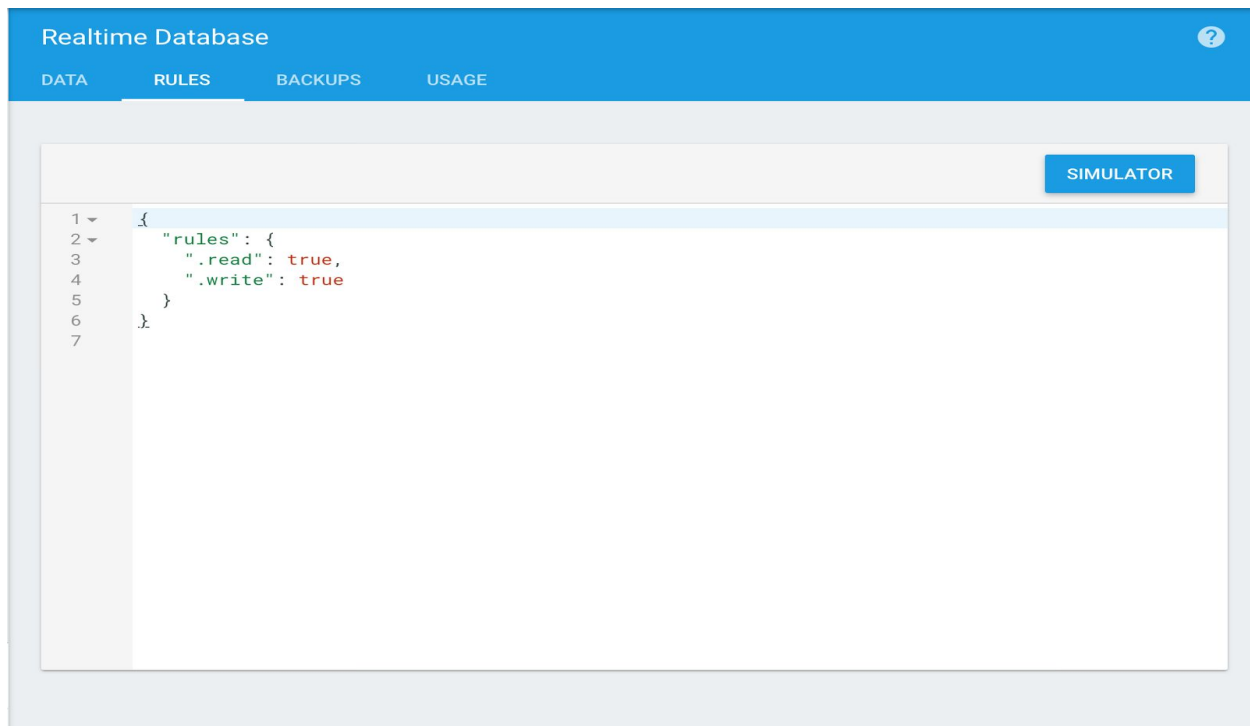 Realtime Database ?
DATA RULES BACKUPS USAGE
SIMULATOR
1 {
2 "rules": {
3 ".read": true,
4 ".write": true
5 }
6 }
7